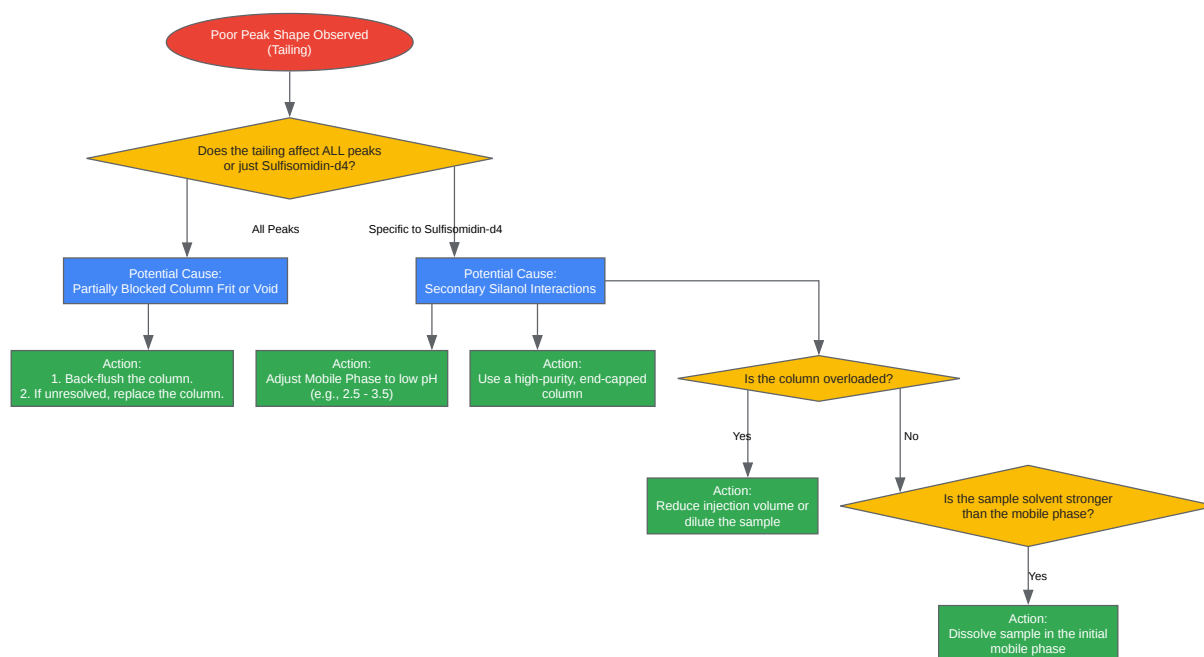 Poor Peak Shape Observed
(Tailing)
Does the tailing affect ALL peaks
or just Sulfisomidin-d4?
All Peaks
Specific to Sulfisomidin-d4
Potential Cause:
Partially Blocked Column Frit or Void
Potential Cause:
Secondary Silanol Interactions
Action:
1. Back-flush the column.
2. If unresolved, replace the column.
Action:
Adjust Mobile Phase to low pH
(e.g., 2.5 - 3.5)
Action:
Use a high-purity, end-capped
column
Is the column overloaded?
Yes
No
Action:
Reduce injection volume or
dilute the sample
Is the sample solvent stronger
than the mobile phase?
Yes
Action:
Dissolve sample in the initial
mobile phase